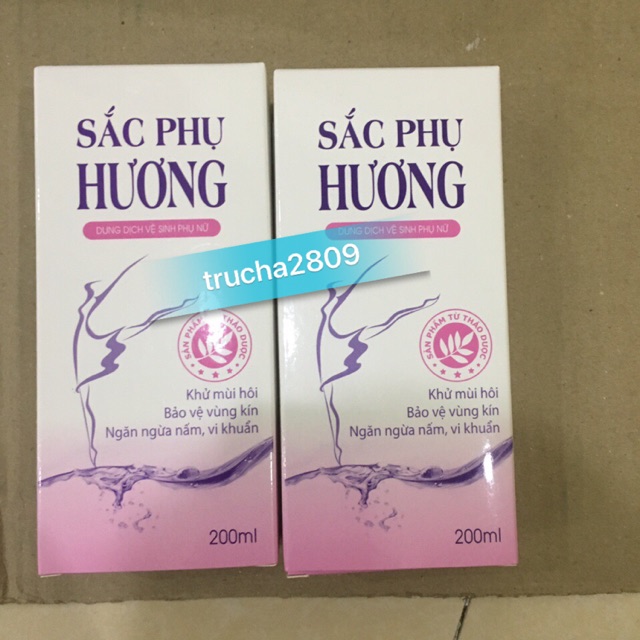 SẮC PHỤ
HƯƠNG
DUNG DỊCH VỆ SINH PHỤ NỮ
SẢN PHẨM TỪ THẢO DƯỢC
Khử mùi hôi
Bảo vệ vùng kín
Ngăn ngừa nấm, vi khuẩn
200ml
SẮC PHỤ
HƯƠNG
DUNG DỊCH VỆ SINH PHỤ NỮ
SẢN PHẨM TỪ THẢO DƯỢC
Khử mùi hôi
Bảo vệ vùng kín
Ngăn ngừa nấm, vi khuẩn
200ml
trucha2809